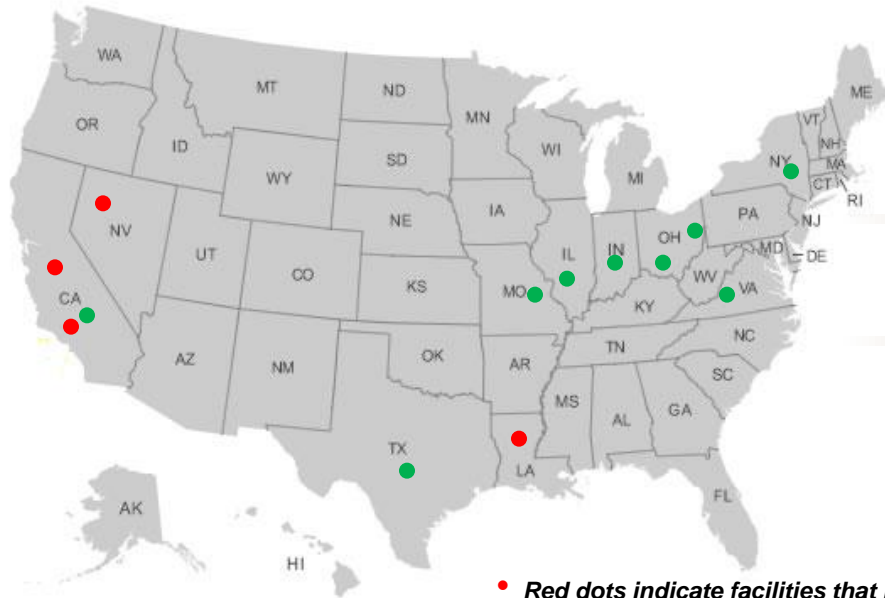 WA
MT
ND
MN
ME
OR
ID
SD
WI
VT
NH
NY
MA
WY
MI
CT
RI
IA
NE
PA
NJ
NV
UT
IL
IN
OH
MD
DE
CO
WV
CA
KS
MO
VA
KY
AZ
NM
OK
TN
NC
AR
SC
MS
AL
GA
TX
LA
FL
AK
HI
• Red dots indicate facilities that